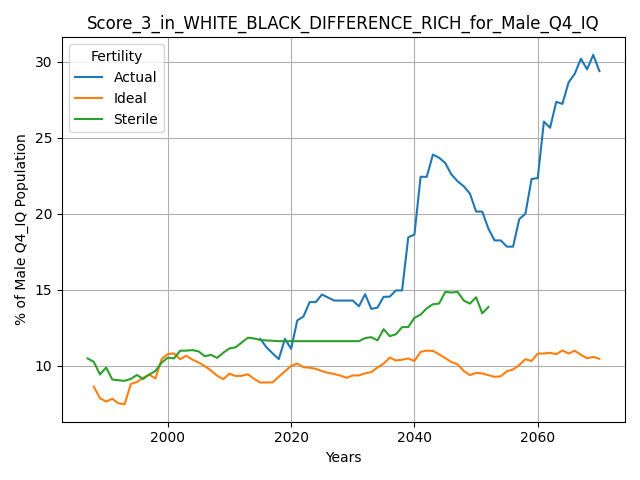 Score_3_in_WHITE_BLACK_DIFFERENCE_RICH_for_Male_Q4_IQ
Fertility
Actual
Ideal
Sterile
% of Male Q4_IQ Population
30
25
20
15
10
2000
2020
2040
2060
Years